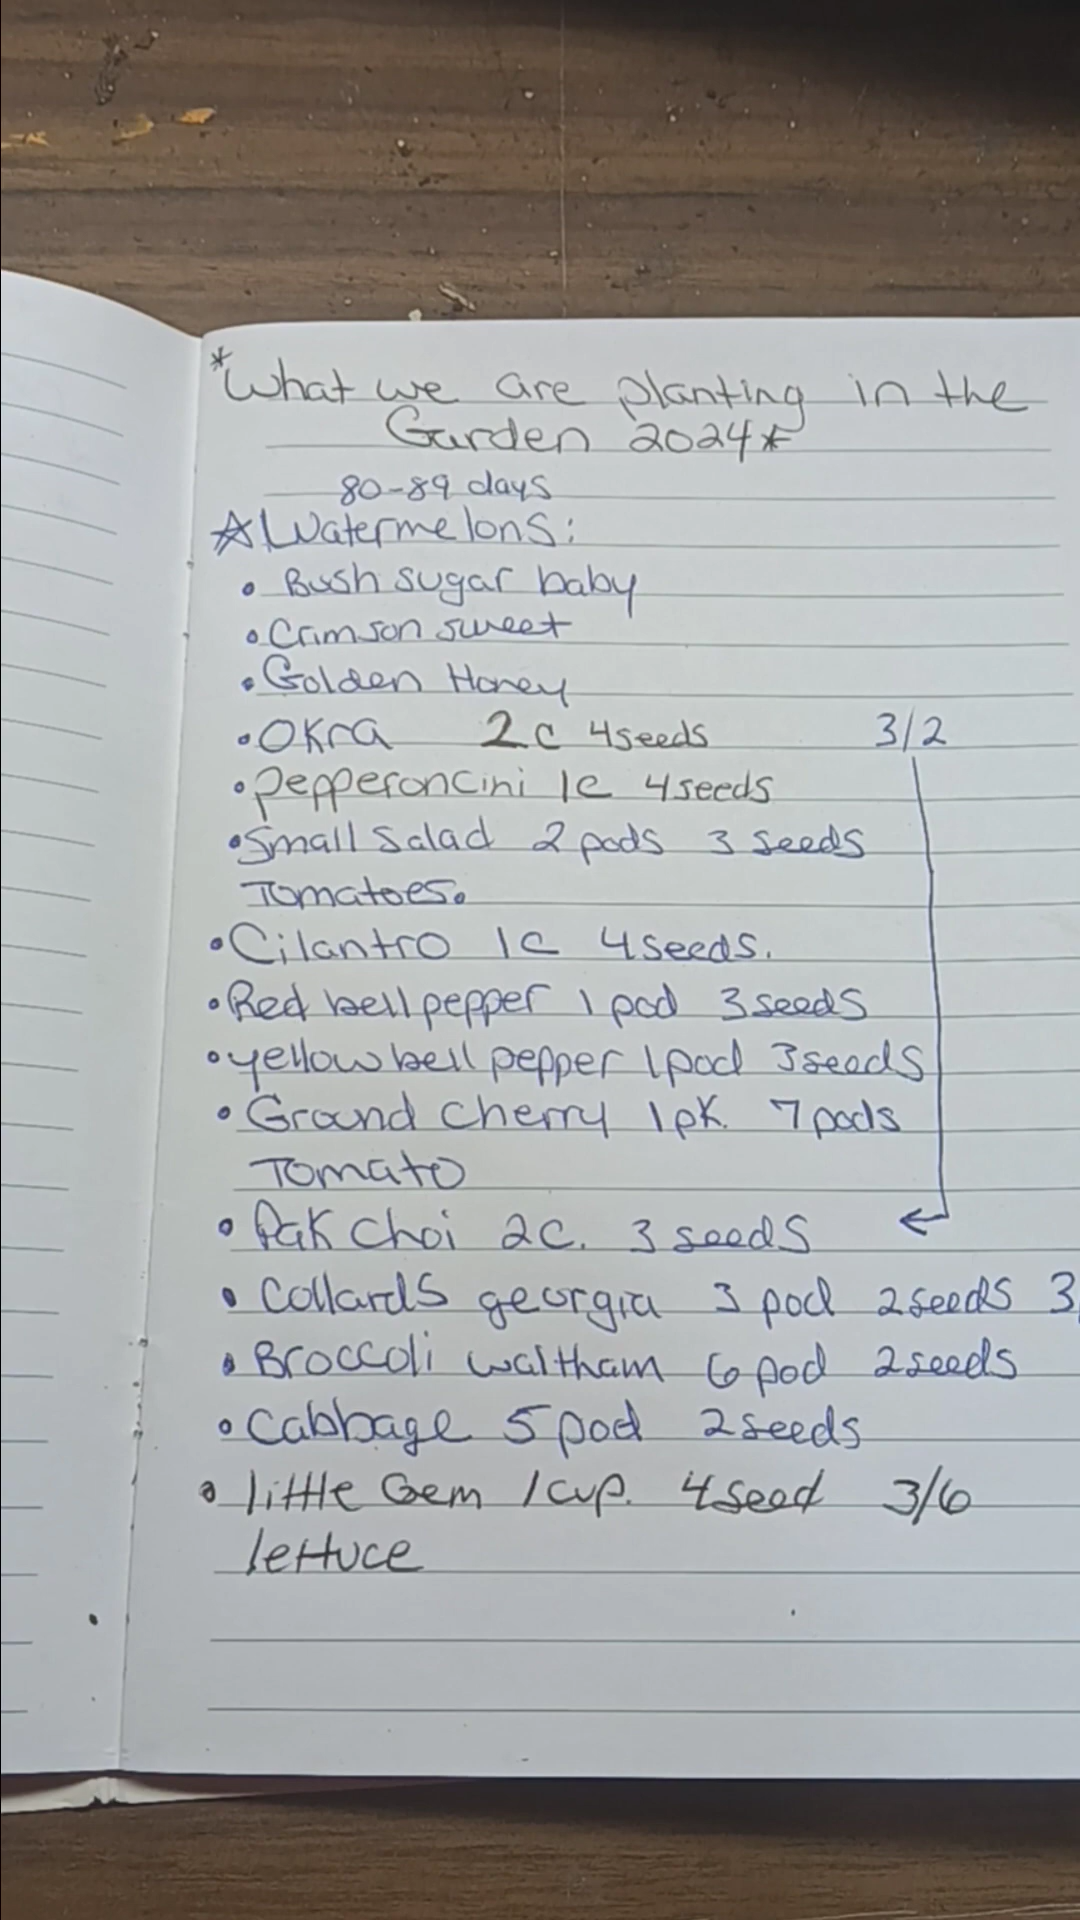 *What we are planting in the
Garden 2024*
80-89 days
☆Watermelons:
• Bush sugar baby
• Crimson sweet
• Golden Honey
• Okra 2c 4seeds 3/2
• Pepperoncini 1c 4seeds
• Small Salad 2 pods 3 seeds
Tomatoes.
• Cilantro 1c 4seeds.
• Red bell pepper 1 pod 3seeds
• yellow bell pepper 1pod 3seeds
• Ground cherry 1pk. 7pods
Tomato
• Pak choi 2c. 3 seeds ←
• Collards georgia 3 pod 2seeds 3
• Broccoli waltham 6 pod 2seeds
• Cabbage 5pod 2seeds
• little Gem 1cup. 4seed 3/6
lettuce